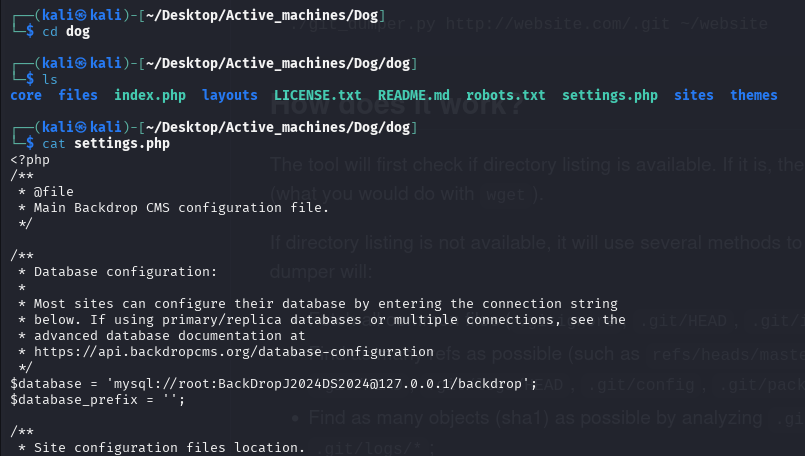 ┌──(kali㉿kali)-[~/Desktop/Active_machines/Dog]
└─$ cd dog
git_dumper.py http://website.com/.git ~/website
┌──(kali㉿kali)-[~/Desktop/Active_machines/Dog/dog]
└─$ ls
core files index.php layouts LICENSE.txt README.md robots.txt settings.php sites themes
How does it work?
┌──(kali㉿kali)-[~/Desktop/Active_machines/Dog/dog]
└─$ cat settings.php
<?php
/**
The tool will first check if directory listing is available. If it is, the
 * @file
(what you would do with wget ).
 * Main Backdrop CMS configuration file.
 */
/**
If directory listing is not available, it will use several methods to
 * Database configuration:
dumper will:
 *
 * Most sites can configure their database by entering the connection string
 * below. If using primary/replica databases or multiple connections, see the
.git/HEAD ,
 * advanced database documentation at
 * https://api.backdropcms.org/database-configuration
refs as possible (such as refs/heads/maste
 */
$database = 'mysql://root:BackDropJ2024DS2024@127.0.0.1/backdrop';
HEAD , .git/config , .git/pac
$database_prefix = '';
• Find as many objects (sha1) as possible by analyzing .gi
/**
 * Site configuration files location.
.git/logs/* ;